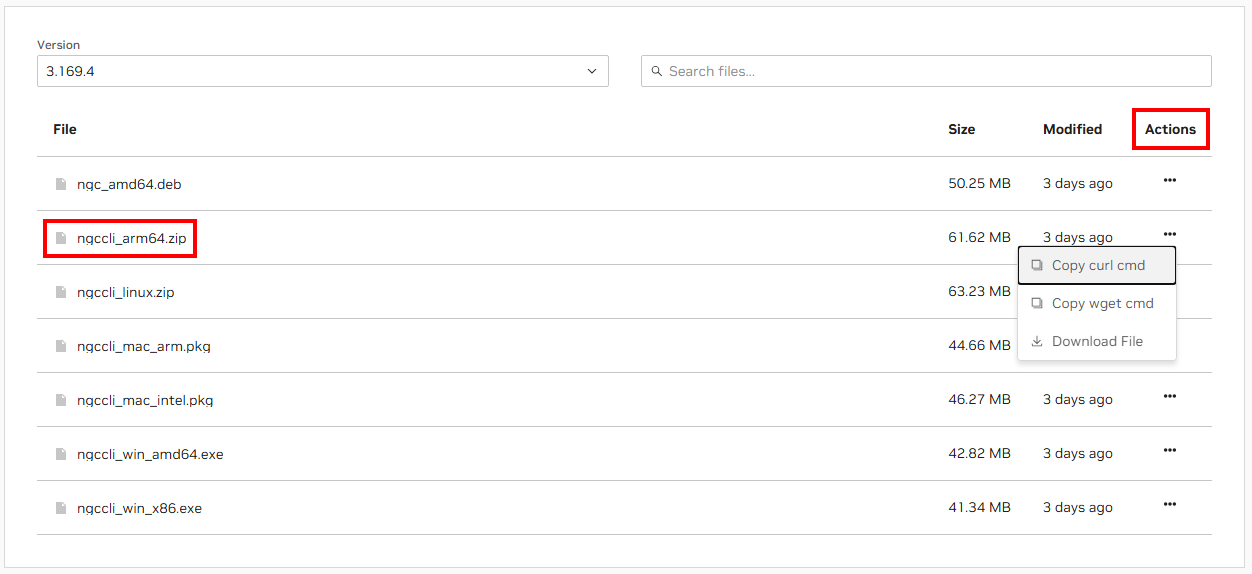 Version
3.169.4
Search files...
File Size Modified Actions
ngc_amd64.deb 50.25 MB 3 days ago
ngccli_arm64.zip 61.62 MB 3 days ago
Copy curl cmd
Copy wget cmd
Download File
ngccli_linux.zip 63.23 MB
ngccli_mac_arm.pkg 44.66 MB
ngccli_mac_intel.pkg 46.27 MB 3 days ago
ngccli_win_amd64.exe 42.82 MB 3 days ago
ngccli_win_x86.exe 41.34 MB 3 days ago